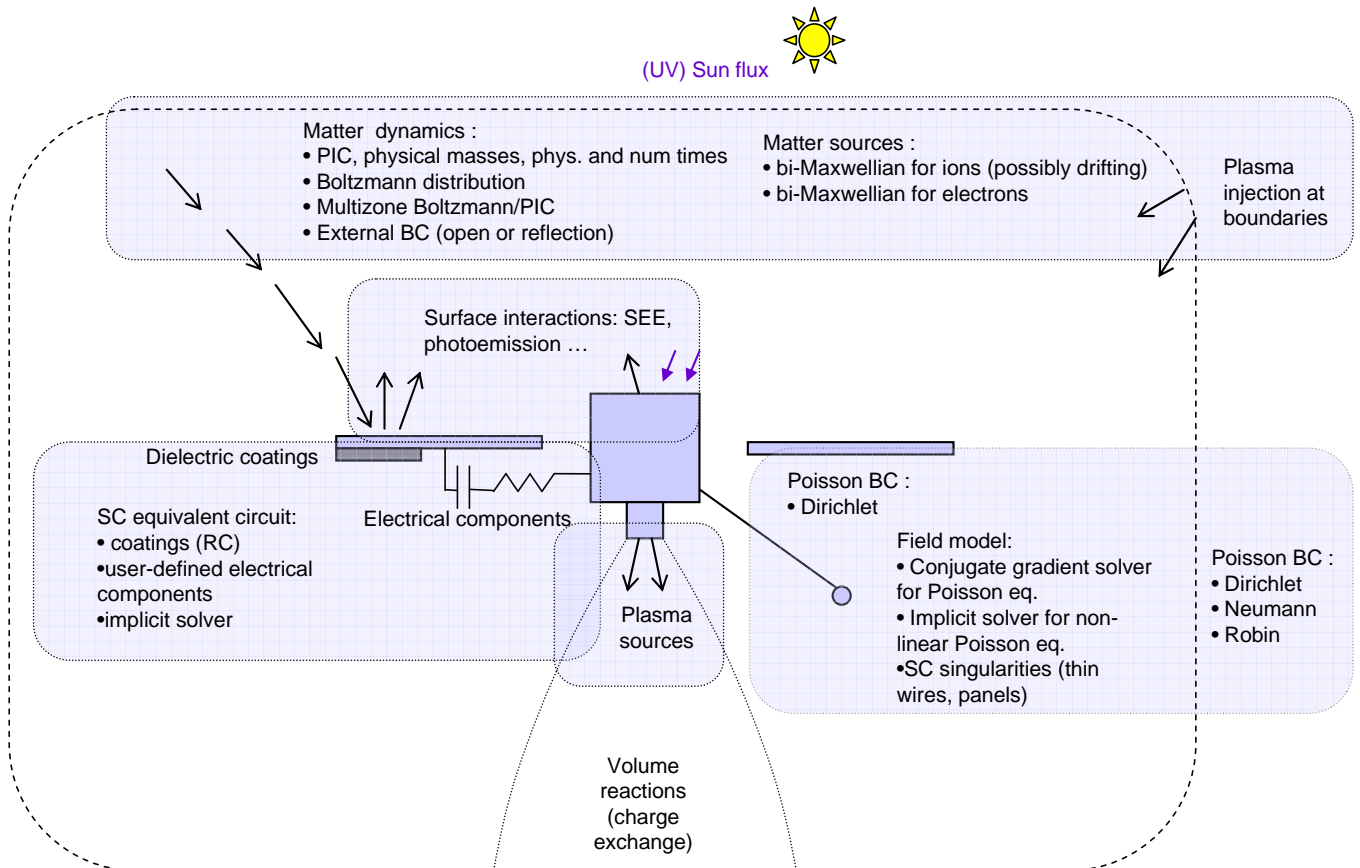 (UV) Sun flux
Matter dynamics :
• PIC, physical masses, phys. and num times
• Boltzmann distribution
• Multizone Boltzmann/PIC
• External BC (open or reflection)
Matter sources :
• bi-Maxwellian for ions (possibly drifting)
• bi-Maxwellian for electrons
Plasma
injection at
boundaries
Surface interactions: SEE,
photoemission …
Dielectric coatings
SC equivalent circuit:
• coatings (RC)
•user-defined electrical
components
•implicit solver
Electrical components
Plasma
sources
Poisson BC :
• Dirichlet
Field model:
• Conjugate gradient solver
for Poisson eq.
• Implicit solver for non-
linear Poisson eq.
•SC singularities (thin
wires, panels)
Poisson BC :
• Dirichlet
• Neumann
• Robin
Volume
reactions
(charge
exchange)